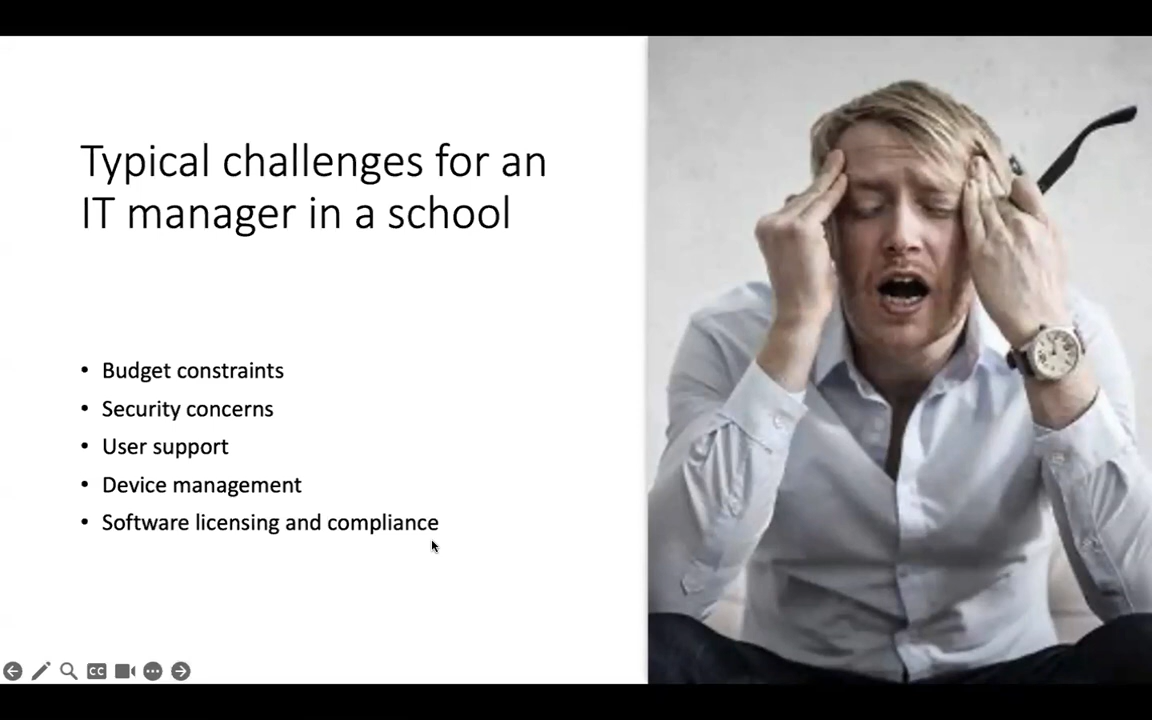 Typical challenges for an
IT manager in a school
• Budget constraints
• Security concerns
• User support
• Device management
• Software licensing and compliance
CC